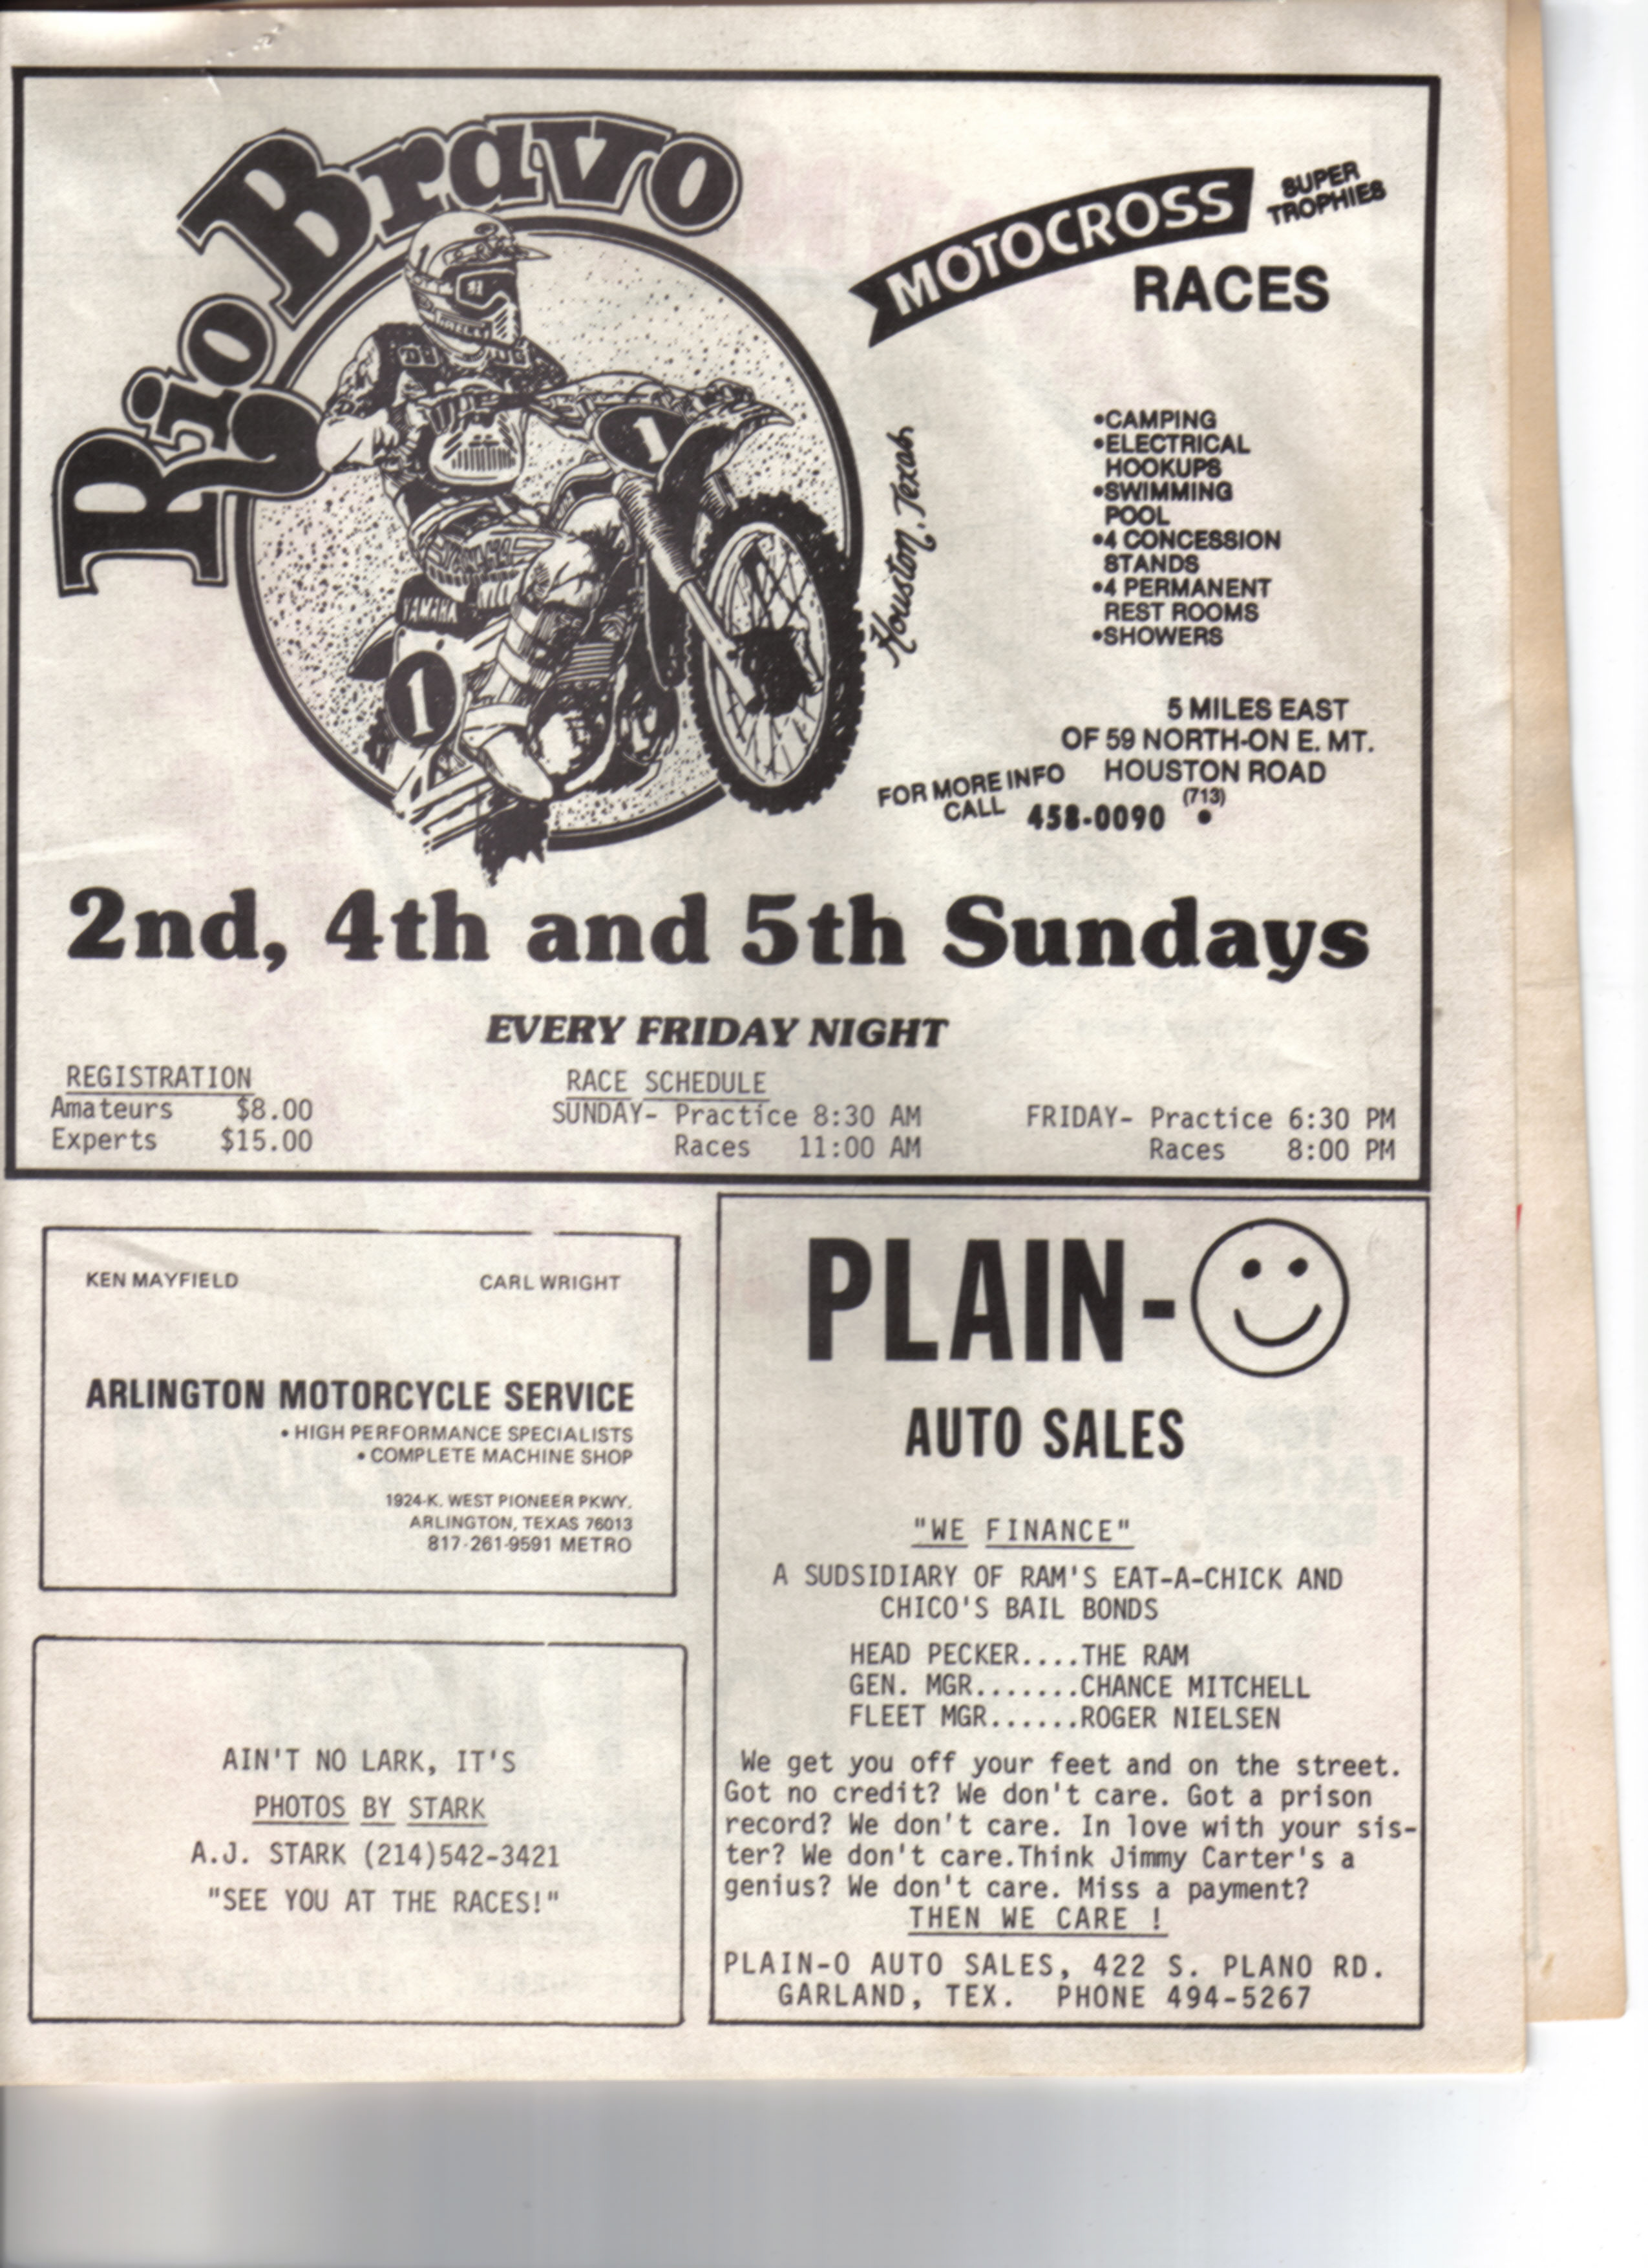 Rio Bravo
MOTOCROSS
SUPER
TROPHIES
RACES
Houston, Texas
•CAMPING
•ELECTRICAL
HOOKUPS
•SWIMMING
POOL
•4 CONCESSION
STANDS
•4 PERMANENT
REST ROOMS
•SHOWERS
1
YAMAHA
1
5 MILES EAST
OF 59 NORTH-ON E. MT.
HOUSTON ROAD
FOR MORE INFO
CALL
(713)
458-0090 •
2nd, 4th and 5th Sundays
EVERY FRIDAY NIGHT
REGISTRATION
Amateurs $8.00
Experts $15.00
RACE SCHEDULE
SUNDAY- Practice 8:30 AM
Races 11:00 AM
FRIDAY- Practice 6:30 PM
Races 8:00 PM
KEN MAYFIELD CARL WRIGHT
ARLINGTON MOTORCYCLE SERVICE
• HIGH PERFORMANCE SPECIALISTS
• COMPLETE MACHINE SHOP
1924-K. WEST PIONEER PKWY.
ARLINGTON, TEXAS 76013
817-261-9591 METRO
AIN'T NO LARK, IT'S
PHOTOS BY STARK
A.J. STARK (214)542-3421
"SEE YOU AT THE RACES!"
PLAIN-
AUTO SALES
"WE FINANCE"
A SUDSIDIARY OF RAM'S EAT-A-CHICK AND
CHICO'S BAIL BONDS
HEAD PECKER....THE RAM
GEN. MGR.......CHANCE MITCHELL
FLEET MGR......ROGER NIELSEN
We get you off your feet and on the street.
Got no credit? We don't care. Got a prison
record? We don't care. In love with your sis-
ter? We don't care.Think Jimmy Carter's a
genius? We don't care. Miss a payment?
THEN WE CARE !
PLAIN-O AUTO SALES, 422 S. PLANO RD.
GARLAND, TEX. PHONE 494-5267